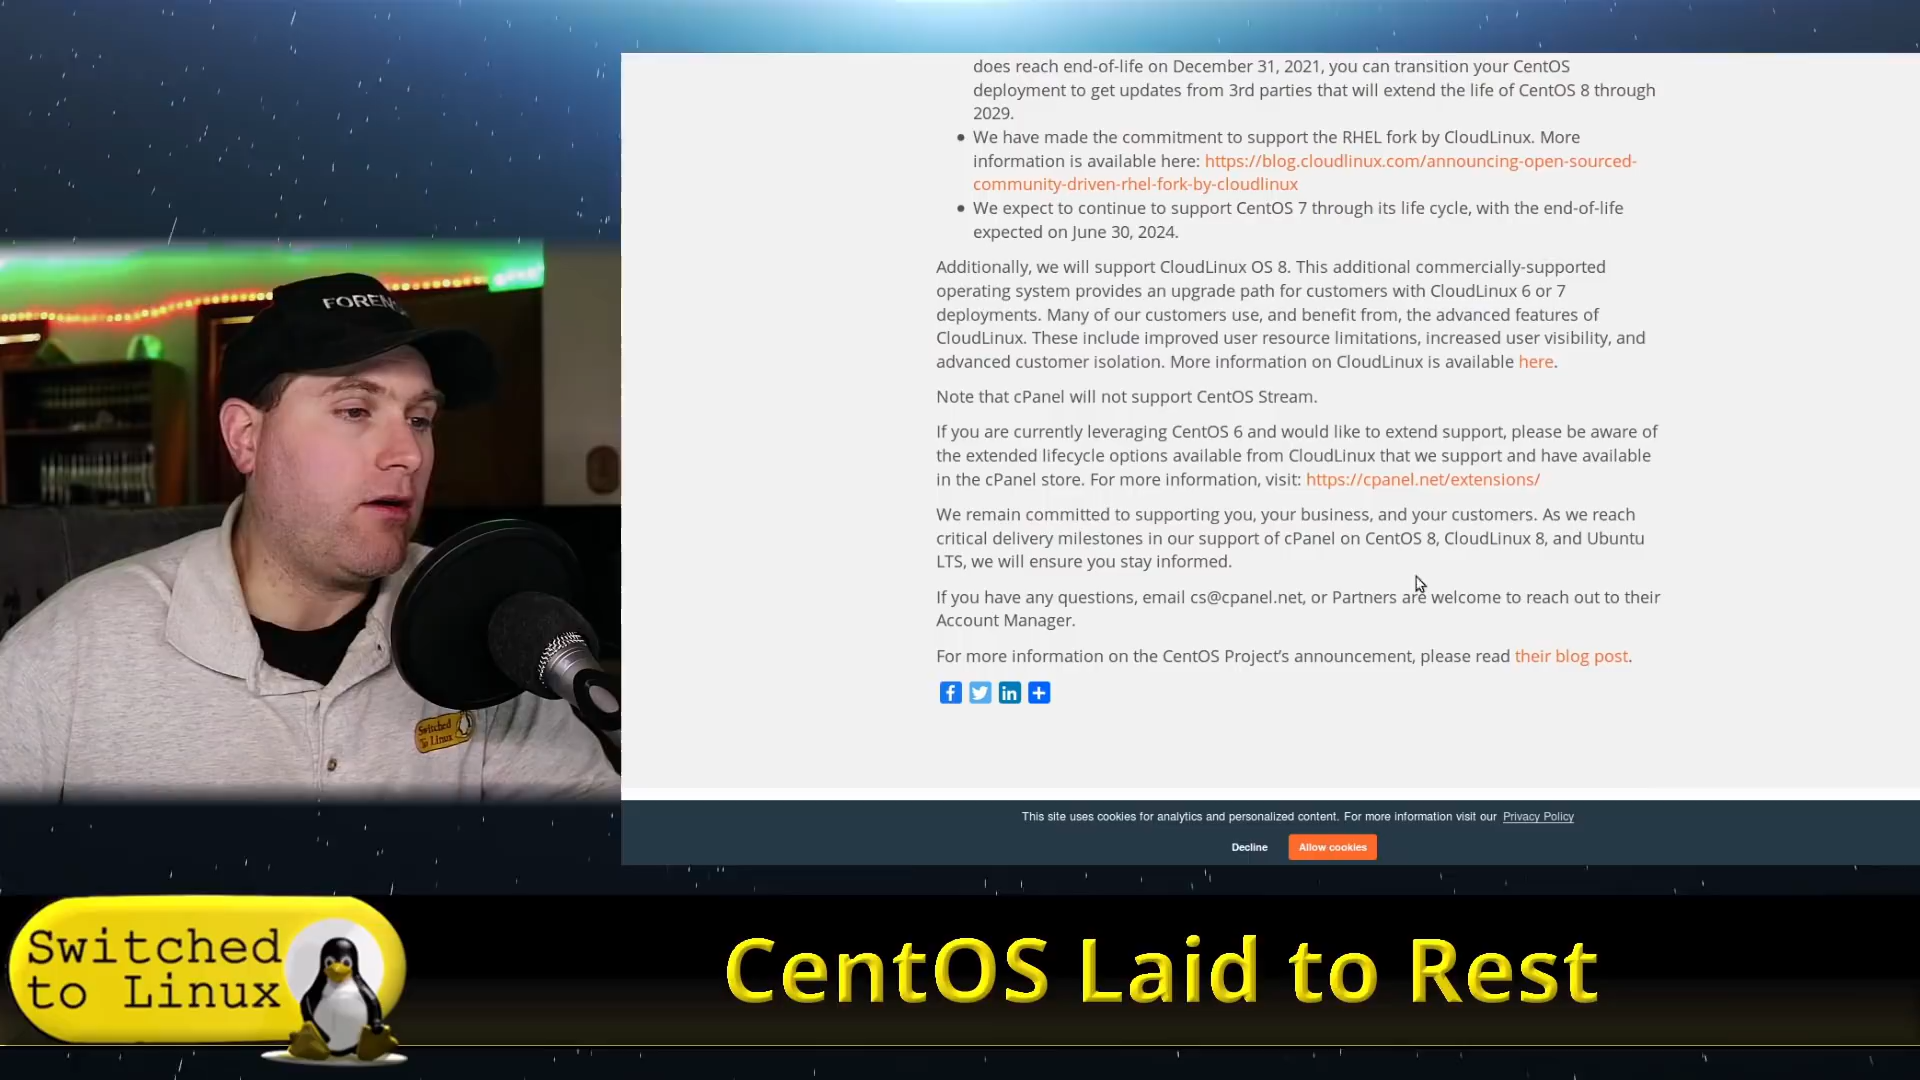 does reach end-of-life on December 31, 2021, you can transition your CentOS
deployment to get updates from 3rd parties that will extend the life of CentOS 8 through
2029.
• We have made the commitment to support the RHEL fork by CloudLinux. More
information is available here: https://blog.cloudlinux.com/announcing-open-sourced-
community-driven-rhel-fork-by-cloudlinux
• We expect to continue to support CentOS 7 through its life cycle, with the end-of-life
expected on June 30, 2024.
Additionally, we will support CloudLinux OS 8. This additional commercially-supported
operating system provides an upgrade path for customers with CloudLinux 6 or 7
deployments. Many of our customers use, and benefit from, the advanced features of
CloudLinux. These include improved user resource limitations, increased user visibility, and
advanced customer isolation. More information on CloudLinux is available here.
Note that cPanel will not support CentOS Stream.
If you are currently leveraging CentOS 6 and would like to extend support, please be aware of
the extended lifecycle options available from CloudLinux that we support and have available
in the cPanel store. For more information, visit: https://cpanel.net/extensions/
We remain committed to supporting you, your business, and your customers. As we reach
critical delivery milestones in our support of cPanel on CentOS 8, CloudLinux 8, and Ubuntu
LTS, we will ensure you stay informed.
If you have any questions, email cs@cpanel.net, or Partners are welcome to reach out to their
Account Manager.
For more information on the CentOS Project's announcement, please read their blog post.
This site uses cookies for analytics and personalized content. For more information visit our Privacy Policy
Decline Allow cookies
FOREN
Switched
to Linux
Switched
to Linux
CentOS Laid to Rest